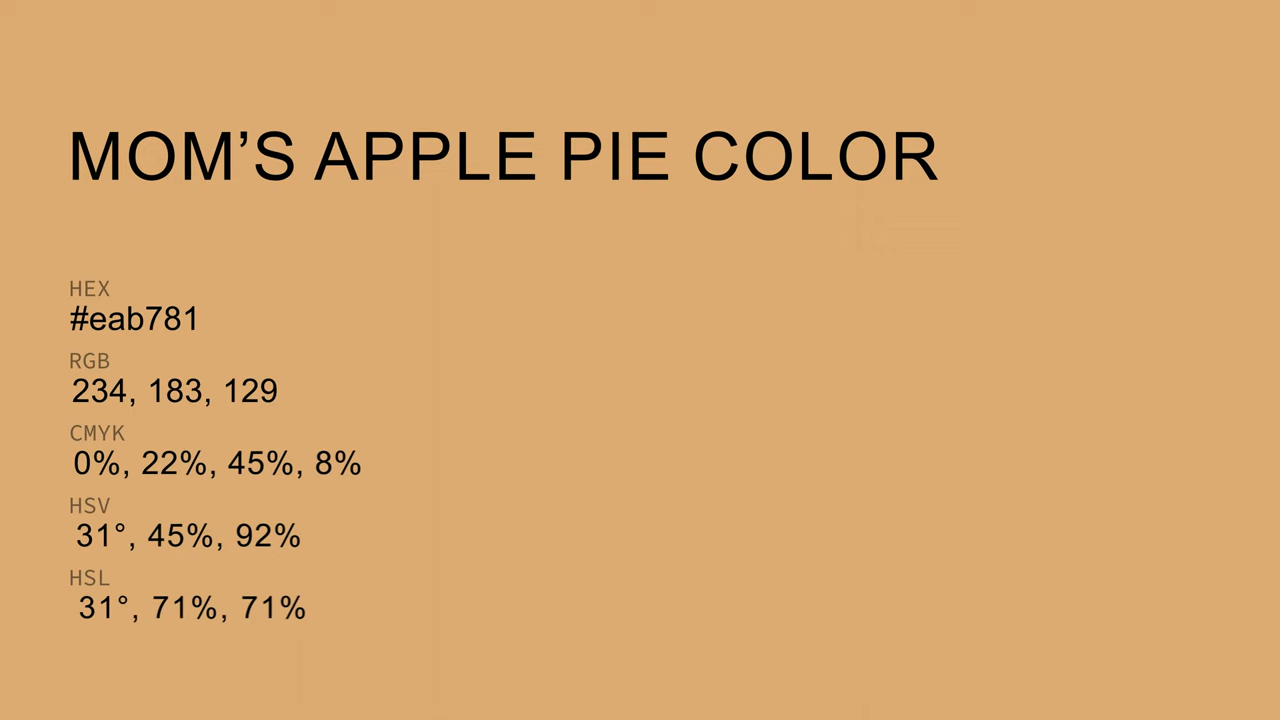 MOM’S APPLE PIE COLOR
HEX
#eab781
RGB
234, 183, 129
CMYK
0%, 22%, 45%, 8%
HSV
31°, 45%, 92%
HSL
31°, 71%, 71%